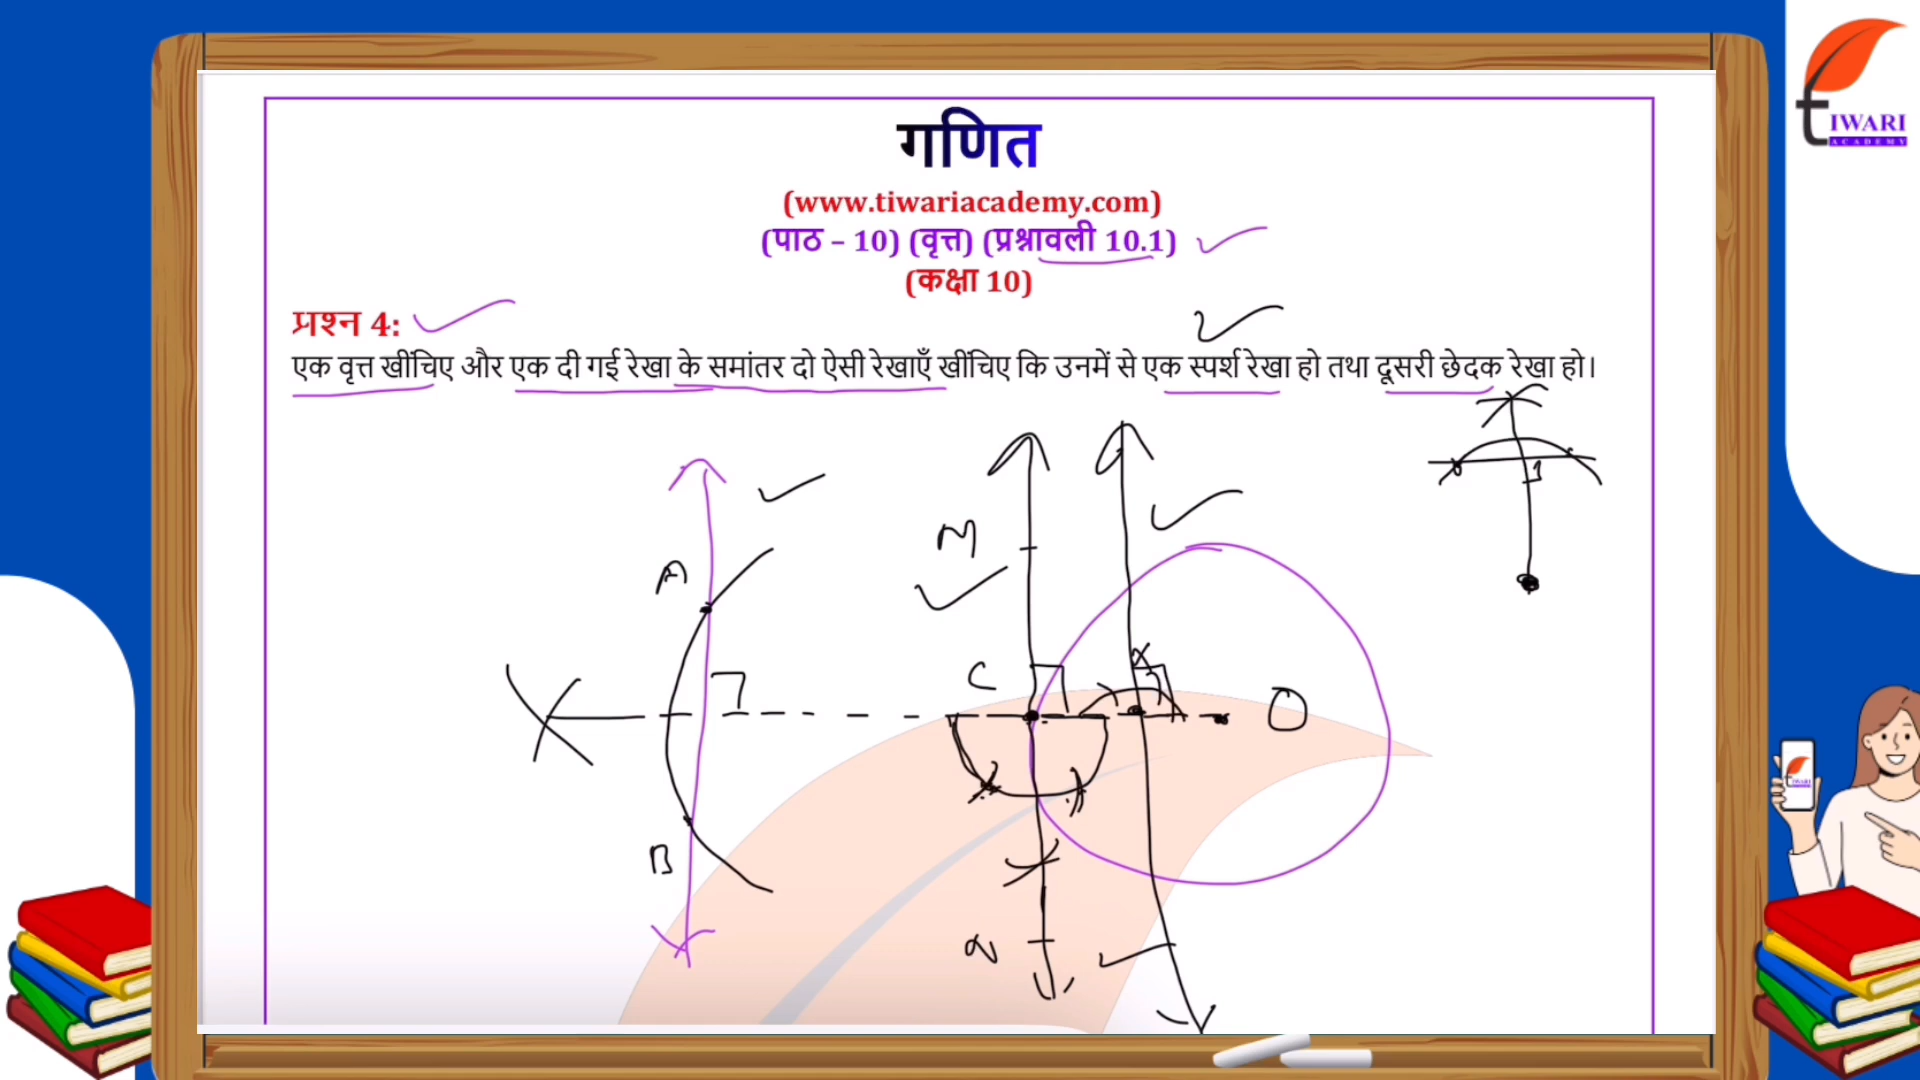 गणित
(www.tiwariacademy.com)
(पाठ – 10) (वृत्त) (प्रश्नावली 10.1)
(कक्षा 10)
प्रश्न 4:
एक वृत्त खींचिए और एक दी गई रेखा के समांतर दो ऐसी रेखाएँ खींचिए कि उनमें से एक स्पर्श रेखा हो तथा दूसरी छेदक रेखा हो।
M
A
C
X
O
B
TIWARI
ACADEMY